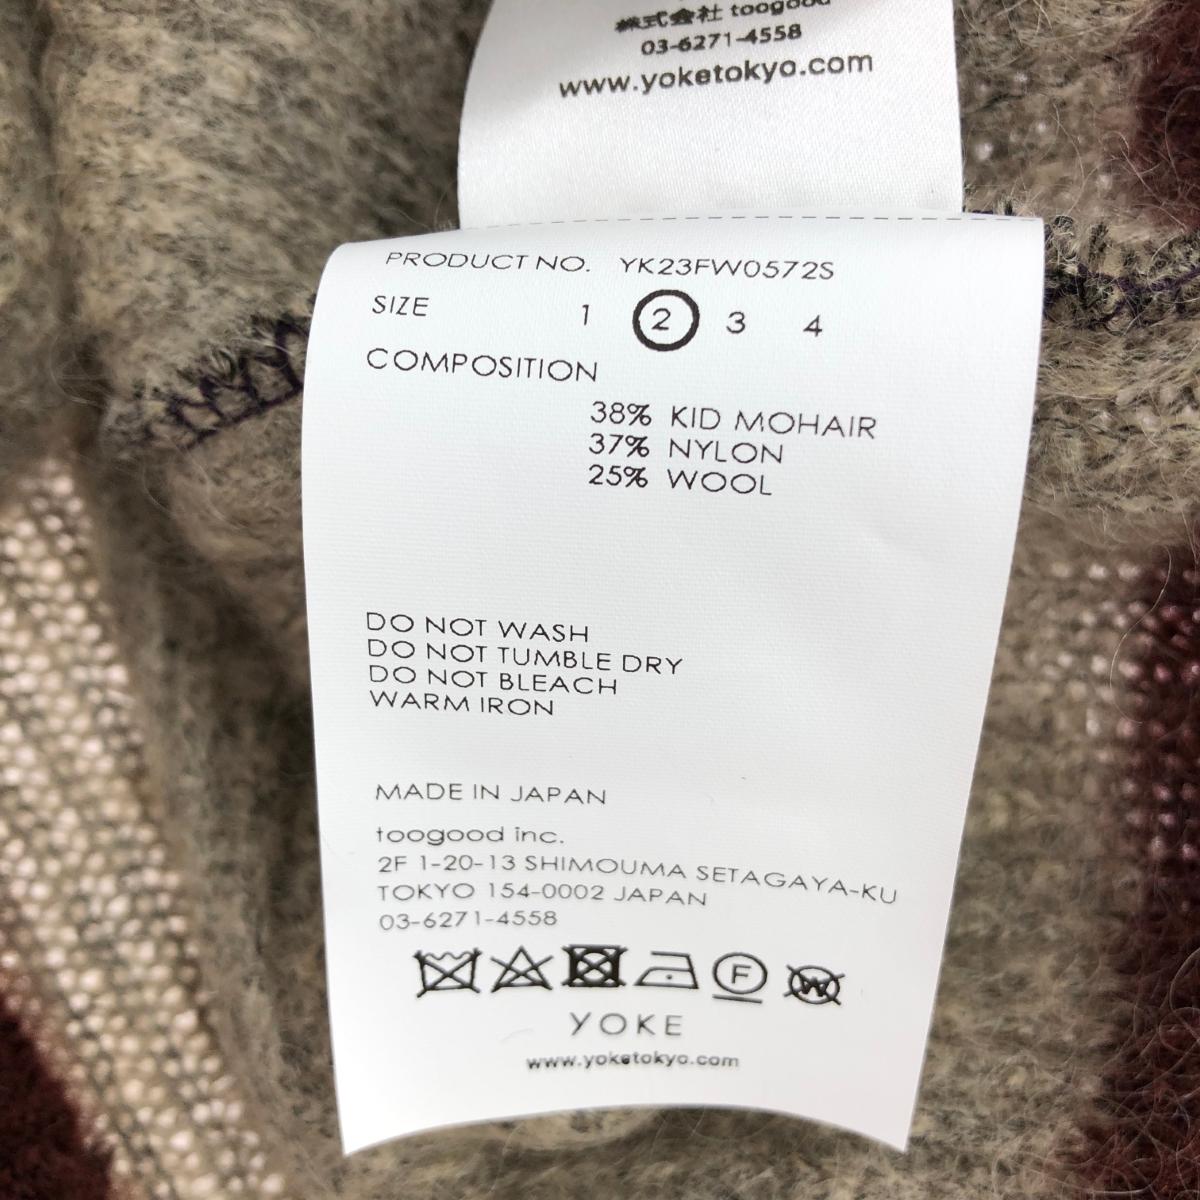 株式会社 toogood
03-6271-4558
www.yoketokyo.com
PRODUCT NO. YK23FW0572S
SIZE 1 2 3 4
COMPOSITION
38% KID MOHAIR
37% NYLON
25% WOOL
DO NOT WASH
DO NOT TUMBLE DRY
DO NOT BLEACH
WARM IRON
MADE IN JAPAN
toogood inc.
2F 1-20-13 SHIMOUMA SETAGAYA-KU
TOKYO 154-0002 JAPAN
03-6271-4558
F W
YOKE
www.yoketokyo.com